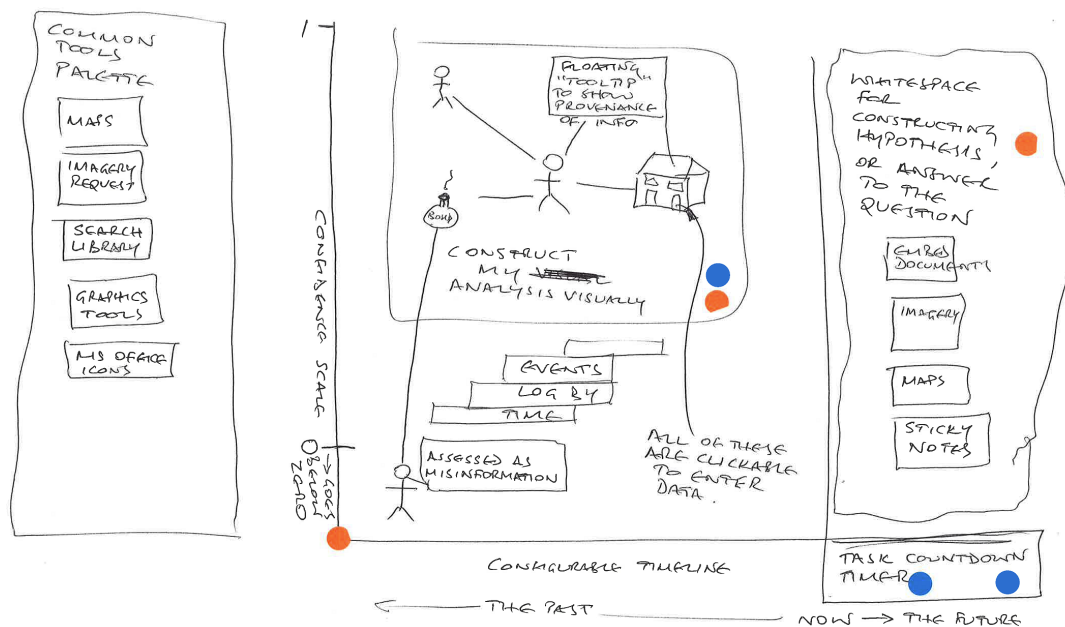 COMMON
TOOLS
PALETTE
MAPS
IMAGERY
REQUEST
SEARCH
LIBRARY
GRAPHICS
TOOLS
MS OFFICE
ICONS
1
CONFIDENCE SCALE
0
→ GOES
BELOW
ZERO
FLOATING
"TOOLTIP"
TO SHOW
PROVENANCE
OF INFO
BOMB
CONSTRUCT
MY
ANALYSIS VISUALLY
EVENTS
LOG BY
TIME
ASSESSED AS
MISINFORMATION
ALL OF THESE
ARE CLICKABLE
TO ENTER
DATA.
WHITESPACE
FOR
CONSTRUCTING
HYPOTHESIS,
OR ANSWER
TO THE
QUESTION
EMBED
DOCUMENTS
IMAGERY
MAPS
STICKY
NOTES
TASK COUNTDOWN
TIMER
CONFIGURABLE TIMELINE
← THE PAST NOW → THE FUTURE